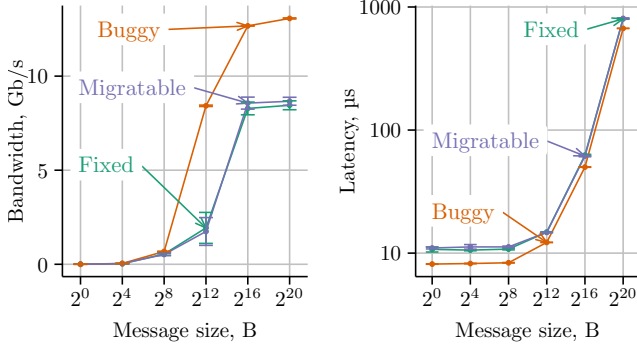 Bandwidth, Gb/s
10
5
0
Buggy
Migratable
Fixed
2^0 2^4 2^8 2^12 2^16 2^20
Message size, B
Latency, µs
1000
100
10
Fixed
Migratable
Buggy
2^0 2^4 2^8 2^12 2^16 2^20
Message size, B